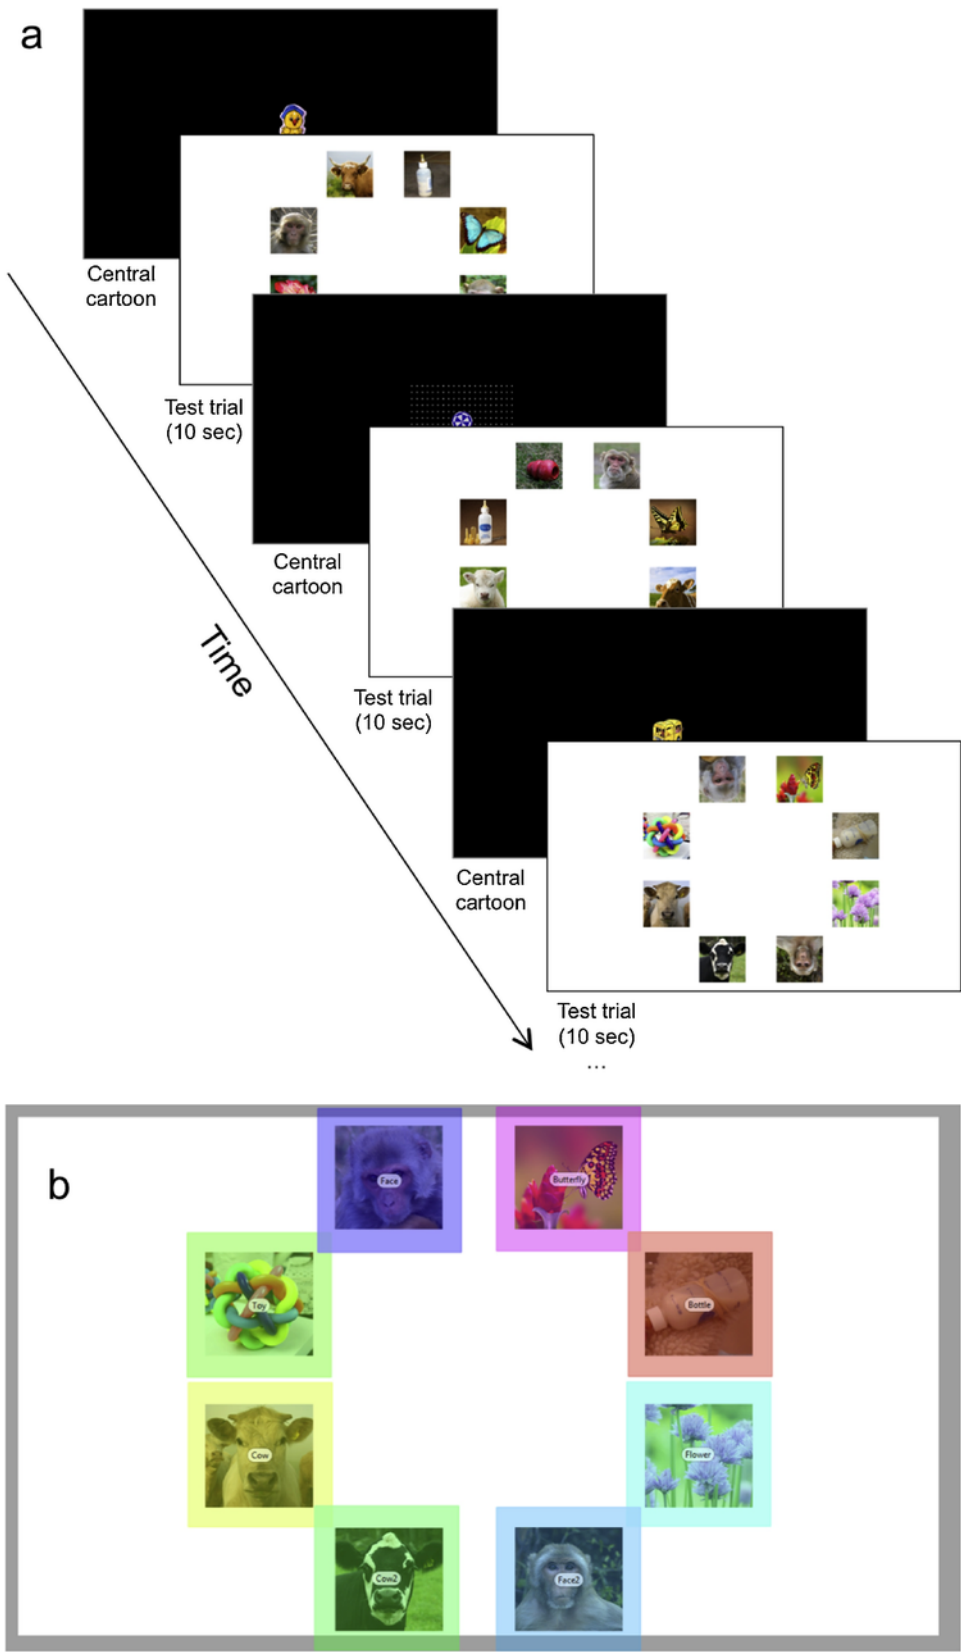 a
Central
cartoon
Test trial
(10 sec)
Central
cartoon
Time
Test trial
(10 sec)
Central
cartoon
Test trial
(10 sec)
...
b
Face
Butterfly
Toy
Bottle
Cow
Flower
Cow2
Face2